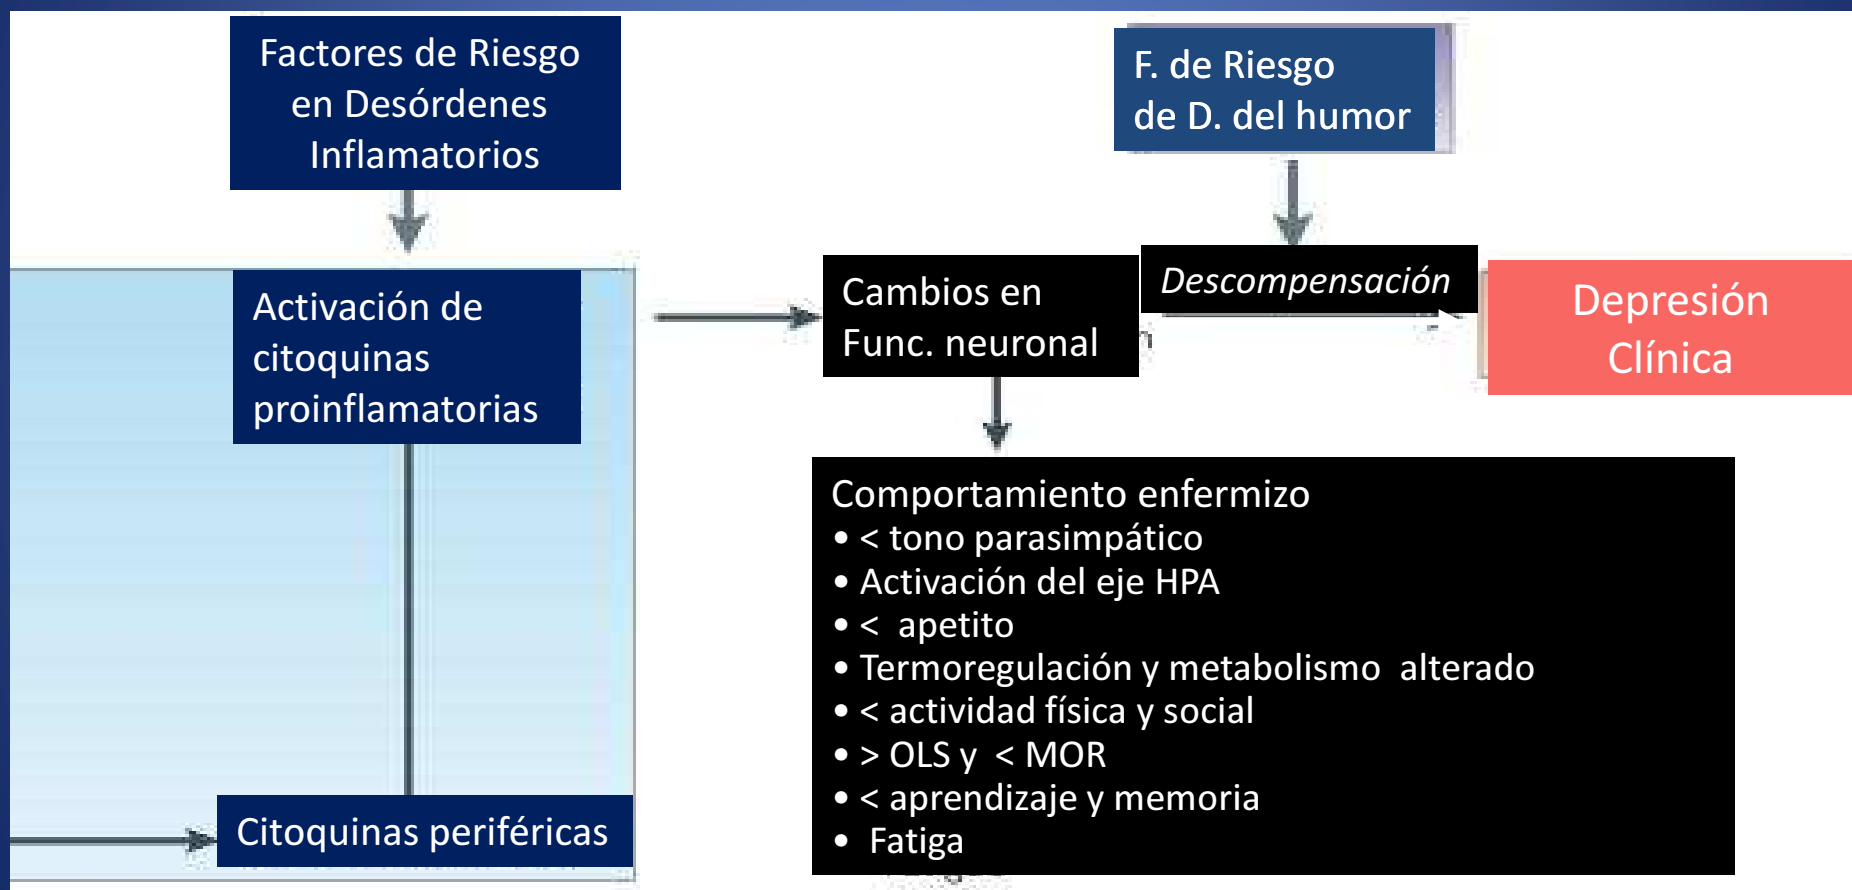 Factores de Riesgo
en Desórdenes
Inflamatorios
F. de Riesgo
de D. del humor
Activación de
citoquinas
proinflamatorias
Cambios en
Func. neuronal
Descompensación
Depresión
Clínica
Comportamiento enfermizo
• < tono parasimpático
• Activación del eje HPA
• <  apetito
• Termoregulación y metabolismo  alterado
• < actividad física y social
• > OLS y  < MOR
• < aprendizaje y memoria
•  Fatiga
Citoquinas periféricas